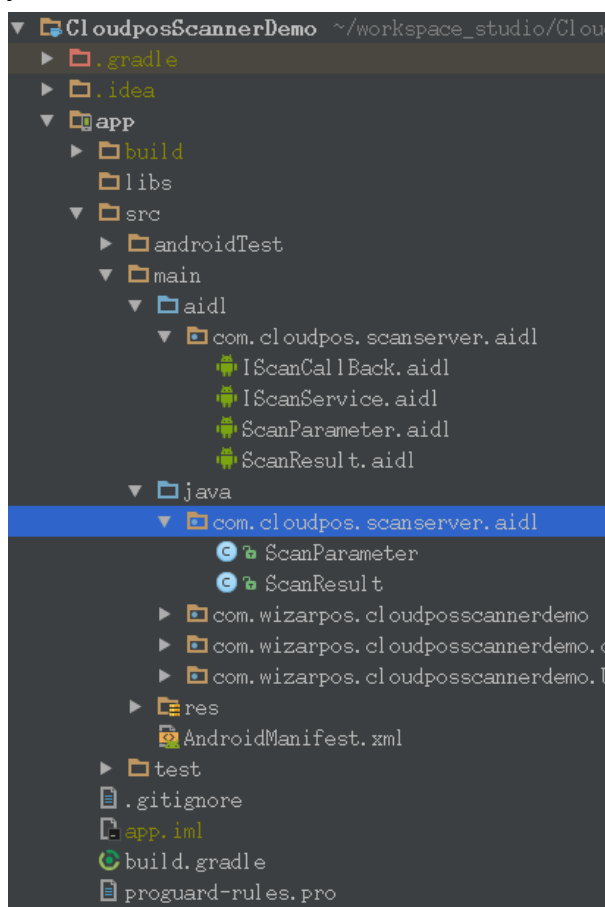 CloudposScannerDemo ~/workspace_studio/Clou
.gradle
.idea
app
build
libs
src
androidTest
main
aidl
com.cloudpos.scanserver.aidl
IScanCallBack.aidl
IScanService.aidl
ScanParameter.aidl
ScanResult.aidl
java
com.cloudpos.scanserver.aidl
ScanParameter
ScanResult
com.wizarpos.cloudposscannerdemo
com.wizarpos.cloudposscannerdemo.
com.wizarpos.cloudposscannerdemo.U
res
AndroidManifest.xml
test
.gitignore
app.iml
build.gradle
proguard-rules.pro